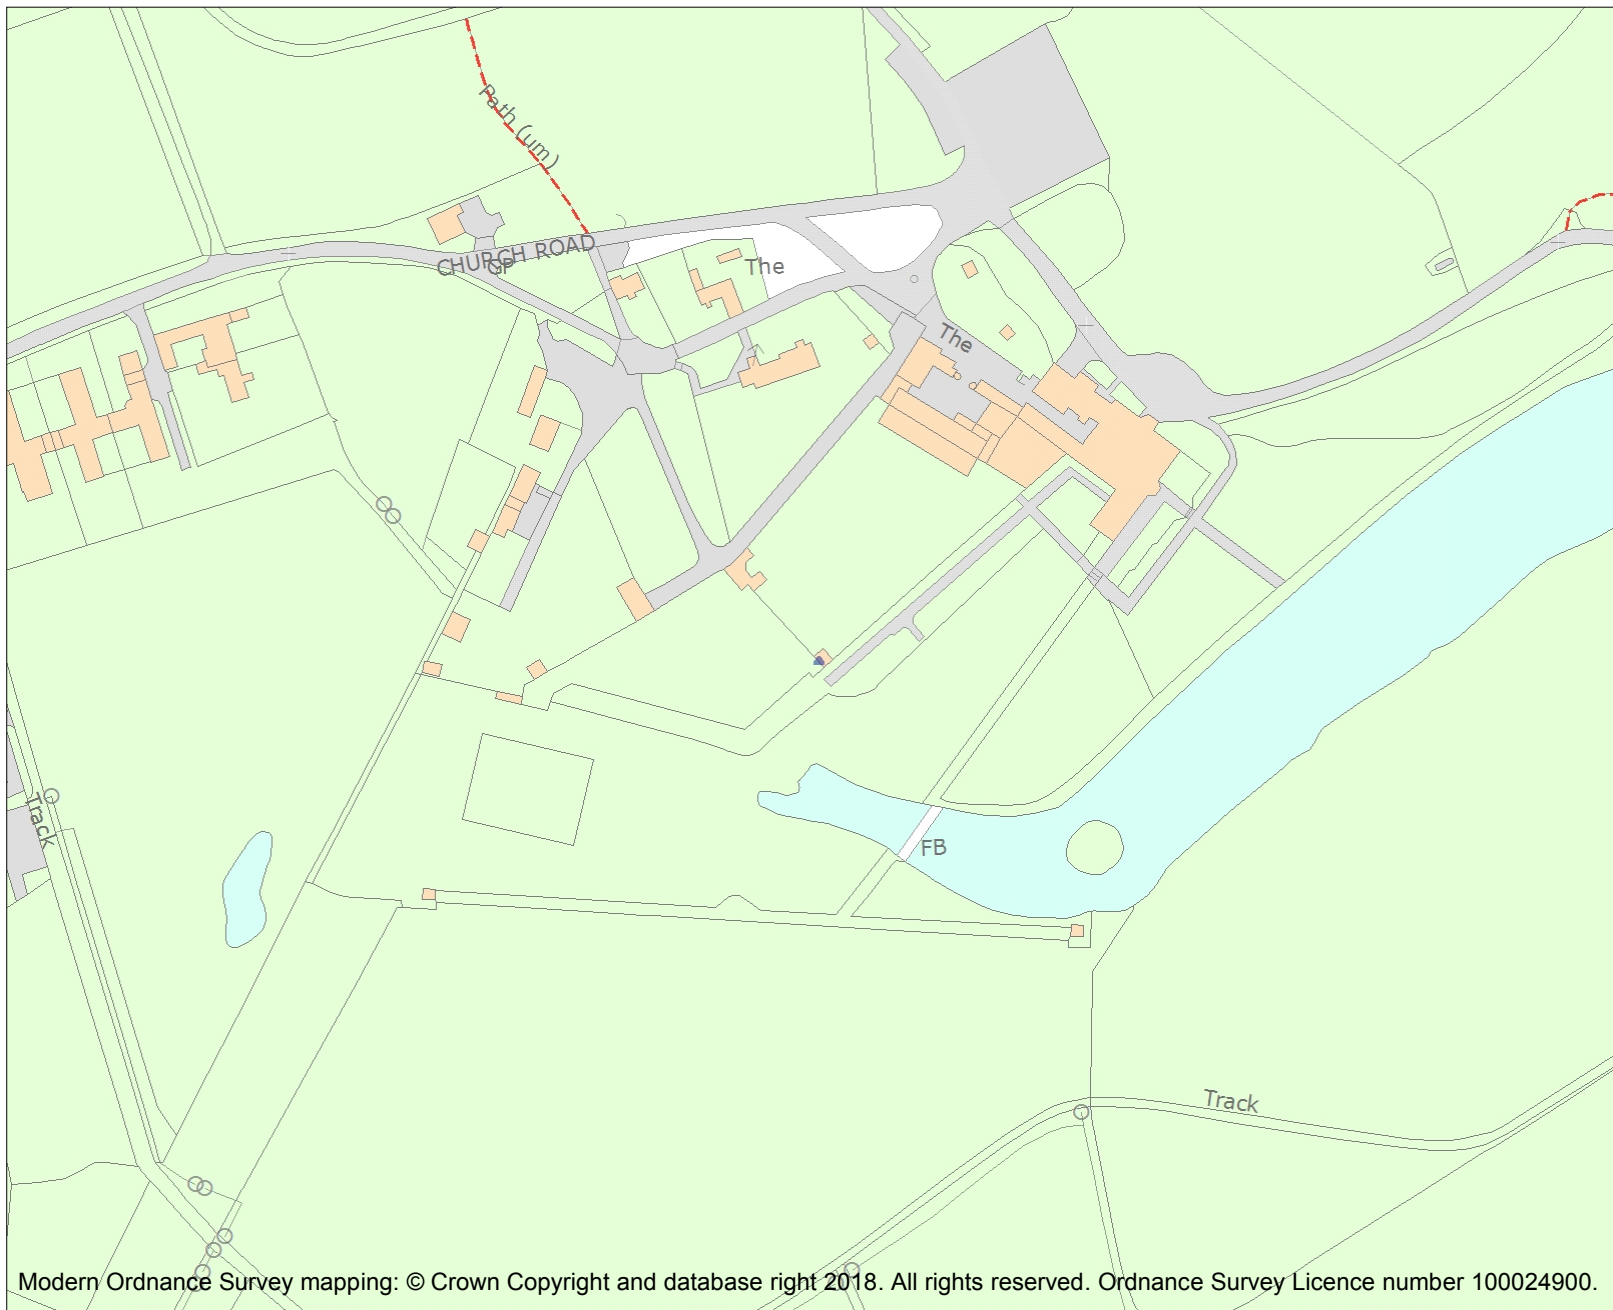 Path (um)
CHURCH ROAD
GP
The
The
Track
FB
Track
Modern Ordnance Survey mapping: © Crown Copyright and database right 2018. All rights reserved. Ordnance Survey Licence number 100024900.